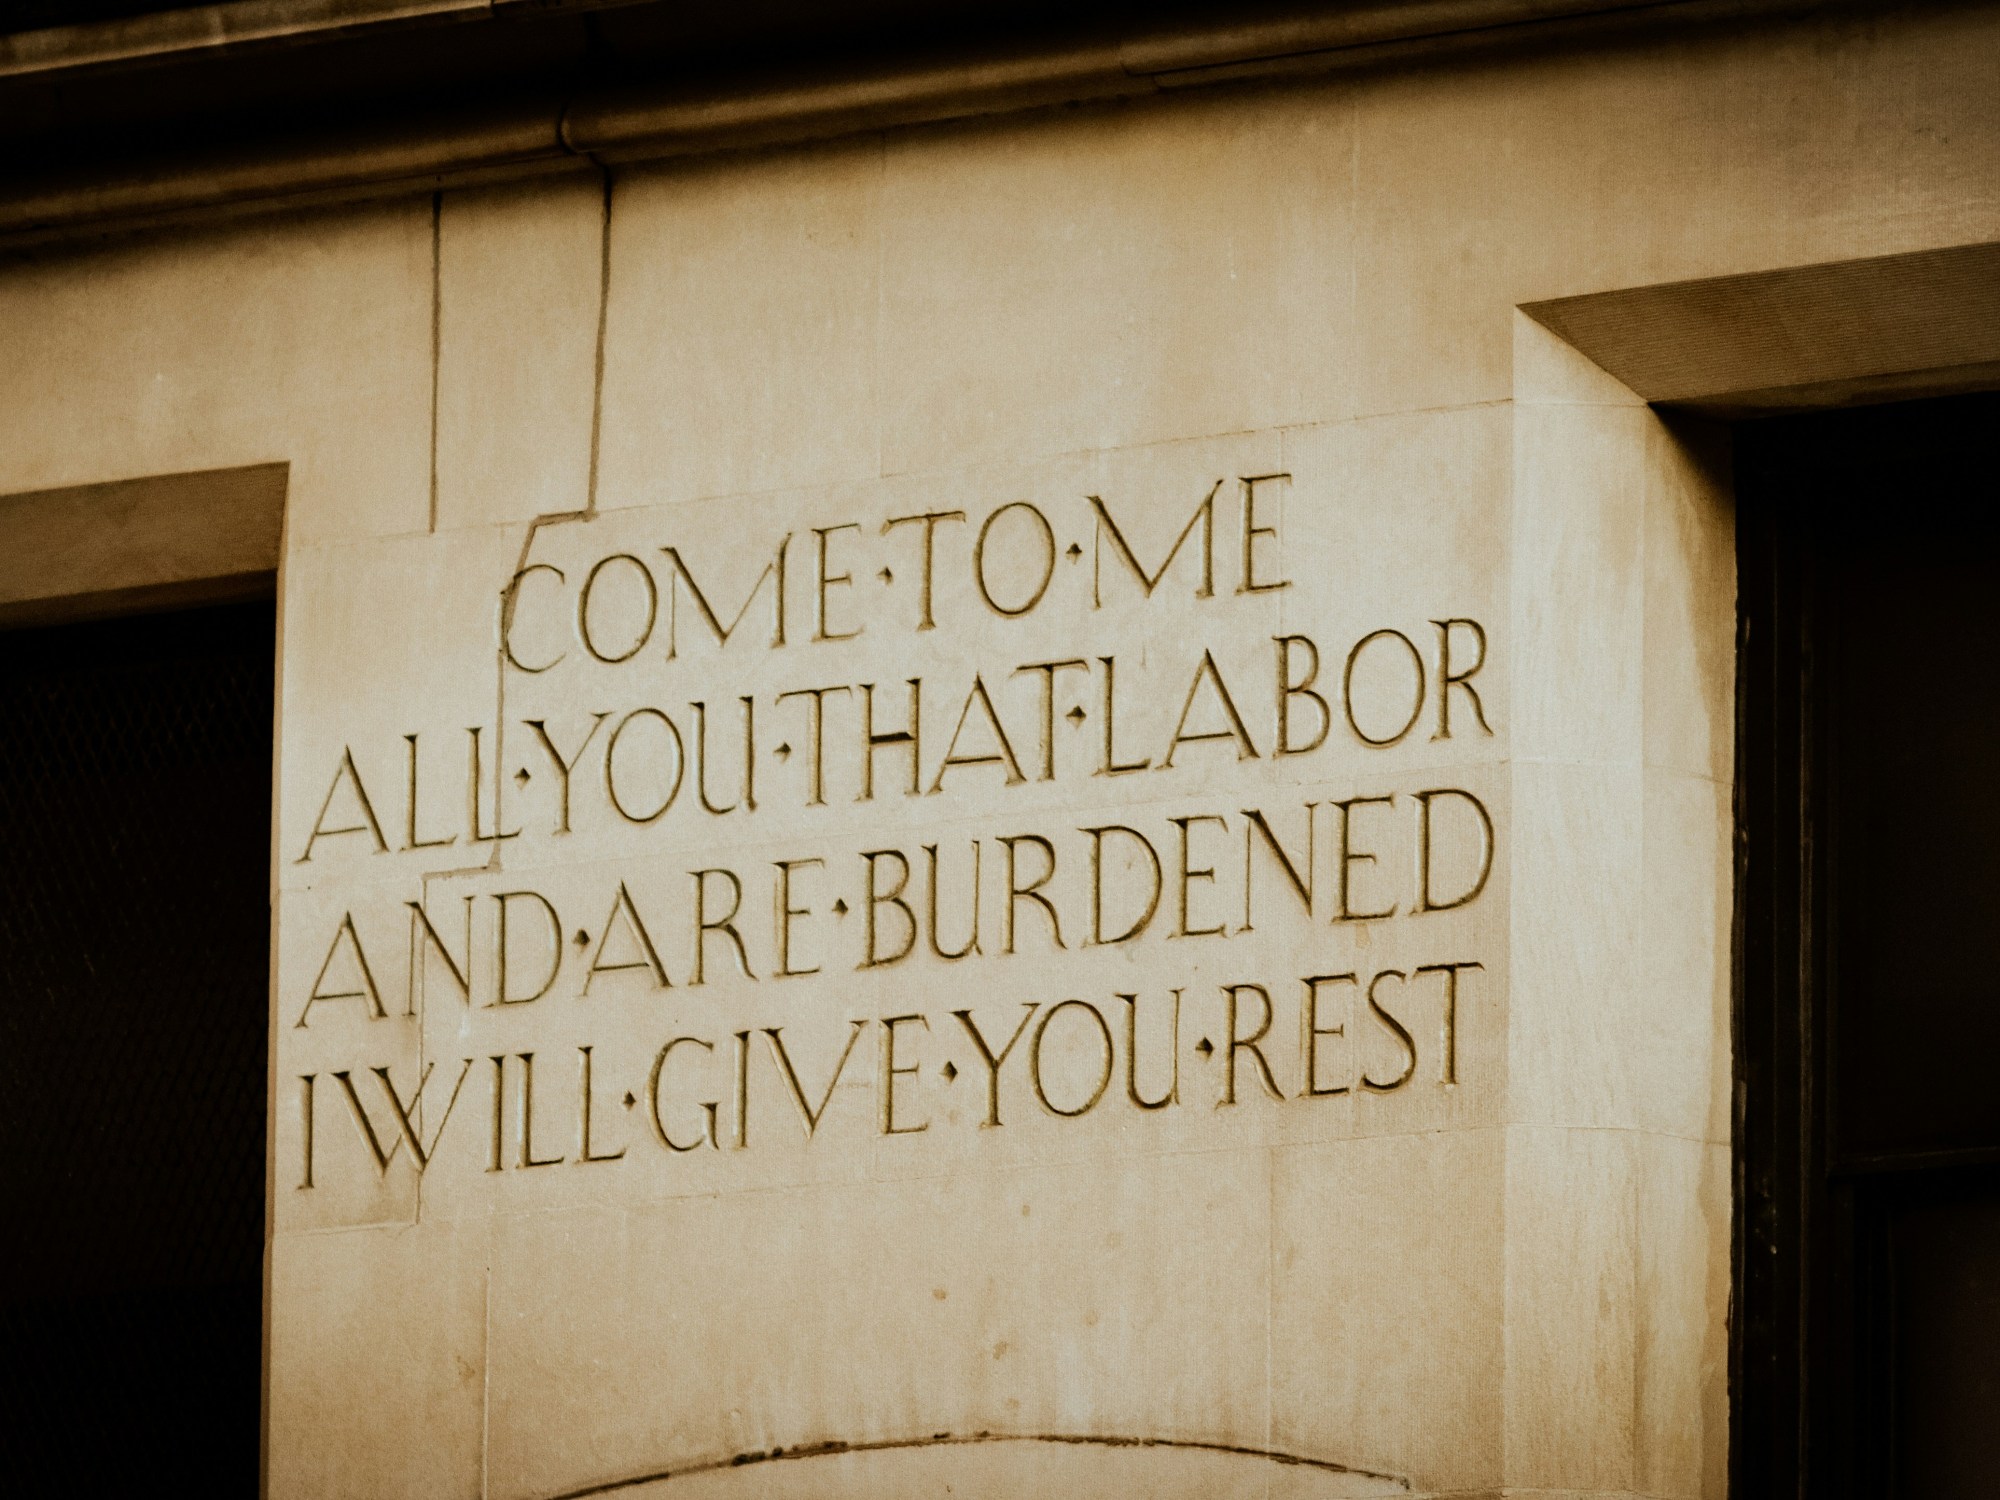 COME·TO·ME
ALL·YOU·THAT·LABOR
AND·ARE·BURDENED
I WILL·GIVE·YOU·REST